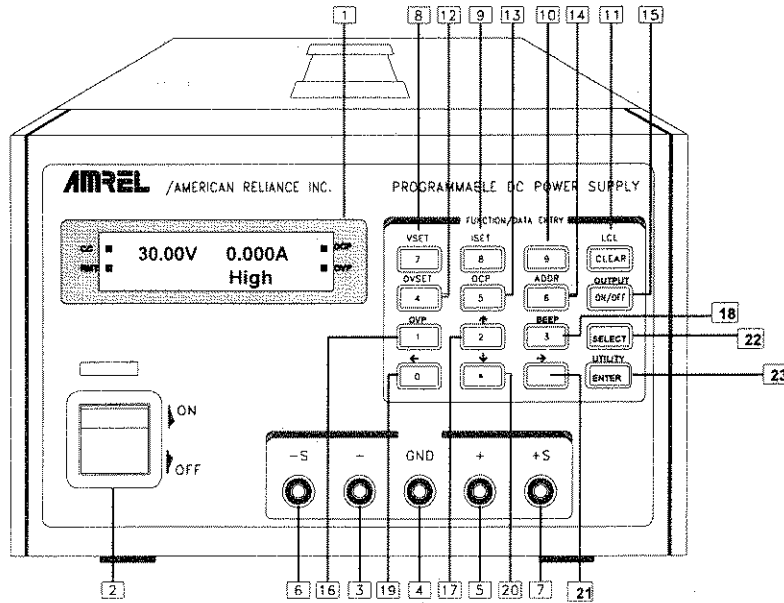 1 8 12 9 13 10 14 11 15
AMREL /AMERICAN RELIANCE INC. PROGRAMMABLE DC POWER SUPPLY
FUNCTION/DATA ENTRY
VSET ISET LCL
7 8 9 CLEAR
CC 30.00V 0.000A OCP
RMT High OVP
OVSET OCP ADDR OUTPUT
4 5 6 ON/OFF
OVP ↑ BEEP
1 2 3 SELECT
18
22
← ↓ → UTILITY
0 • ENTER
23
ON
OFF
-S - GND + +S
2 6 16 3 19 4 17 5 20 7 21